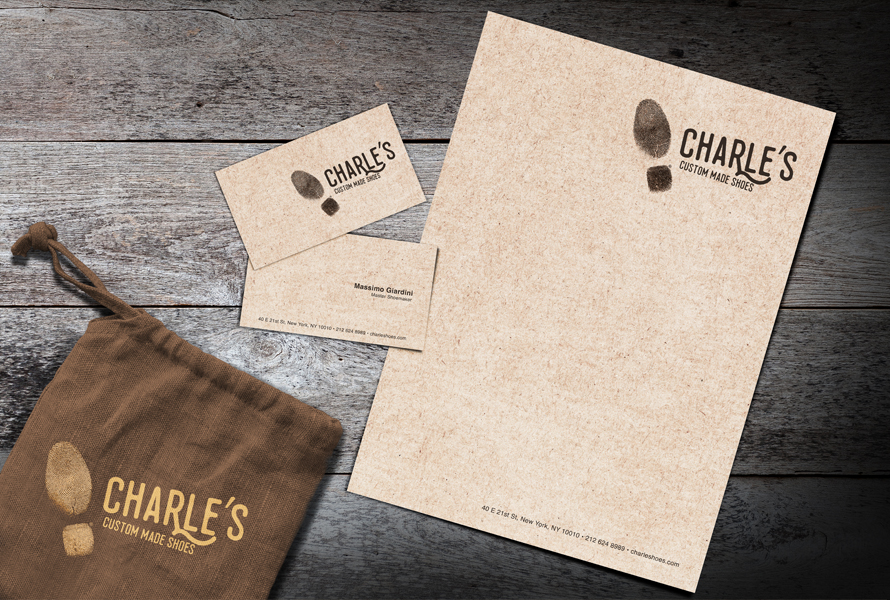 CHARLE'S
CUSTOM MADE SHOES
CHARLE'S
CUSTOM MADE SHOES
Massimo Giardini
Master Shoemaker
40 E 21st St, New York, NY 10010 • 212 624 8989 • charleshoes.com
40 E 21st St, New York, NY 10010 • 212 624 8989 • charleshoes.com
CHARLE'S
CUSTOM MADE SHOES